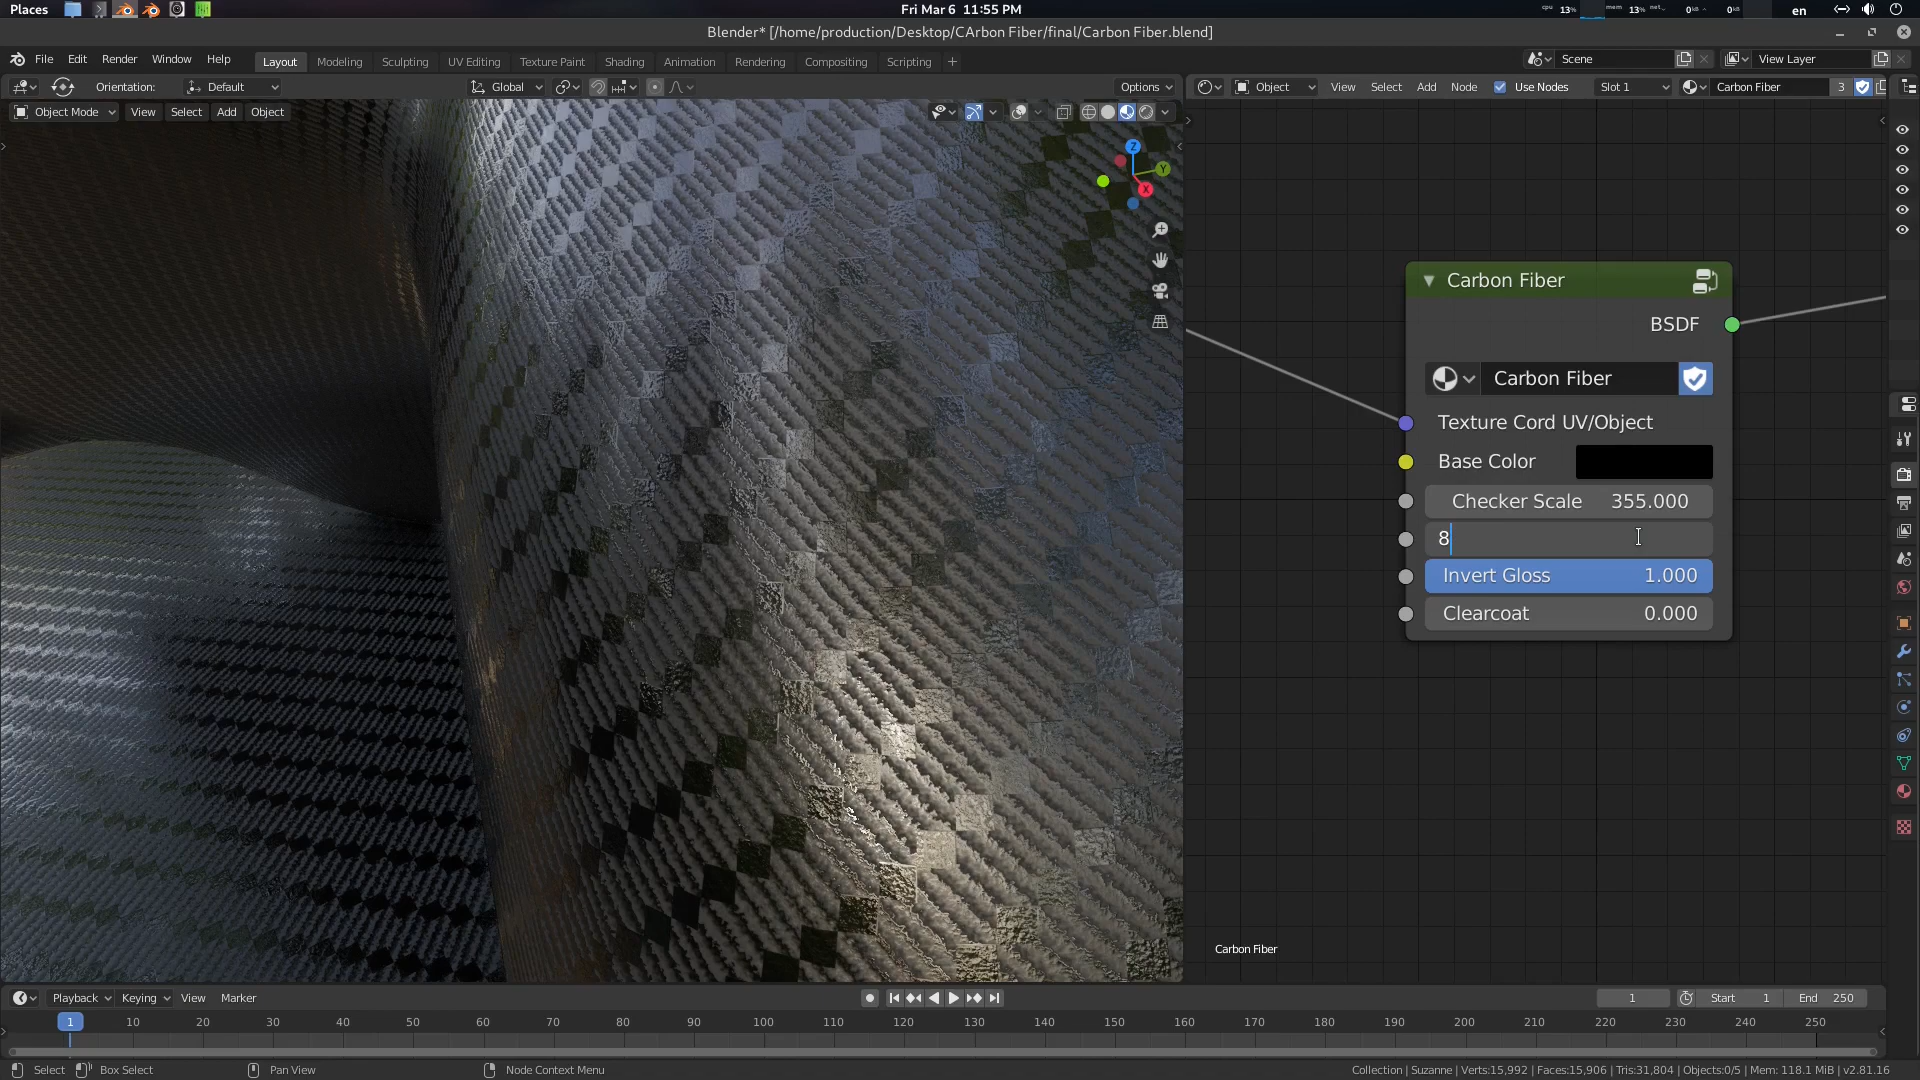 Places Fri Mar 6 11:55 PM cpu 13% mem 13% net 0kB 0kB en
Blender* [/home/production/Desktop/CArbon Fiber/final/Carbon Fiber.blend]
File Edit Render Window Help Layout Modeling Sculpting UV Editing Texture Paint Shading Animation Rendering Compositing Scripting + Scene View Layer
Orientation: Default Global Options Object View Select Add Node Use Nodes Slot 1 Carbon Fiber 3
Object Mode View Select Add Object
Z
Y
X
Carbon Fiber
BSDF
Carbon Fiber
Texture Cord UV/Object
Base Color
Checker Scale 355.000
8
Invert Gloss 1.000
Clearcoat 0.000
Carbon Fiber
Playback Keying View Marker 1 Start 1 End 250
1 10 20 30 40 50 60 70 80 90 100 110 120 130 140 150 160 170 180 190 200 210 220 230 240 250
Select Box Select Pan View Node Context Menu Collection | Suzanne | Verts:15,992 | Faces:15,906 | Tris:31,804 | Objects:0/5 | Mem: 118.1 MiB | v2.81.16